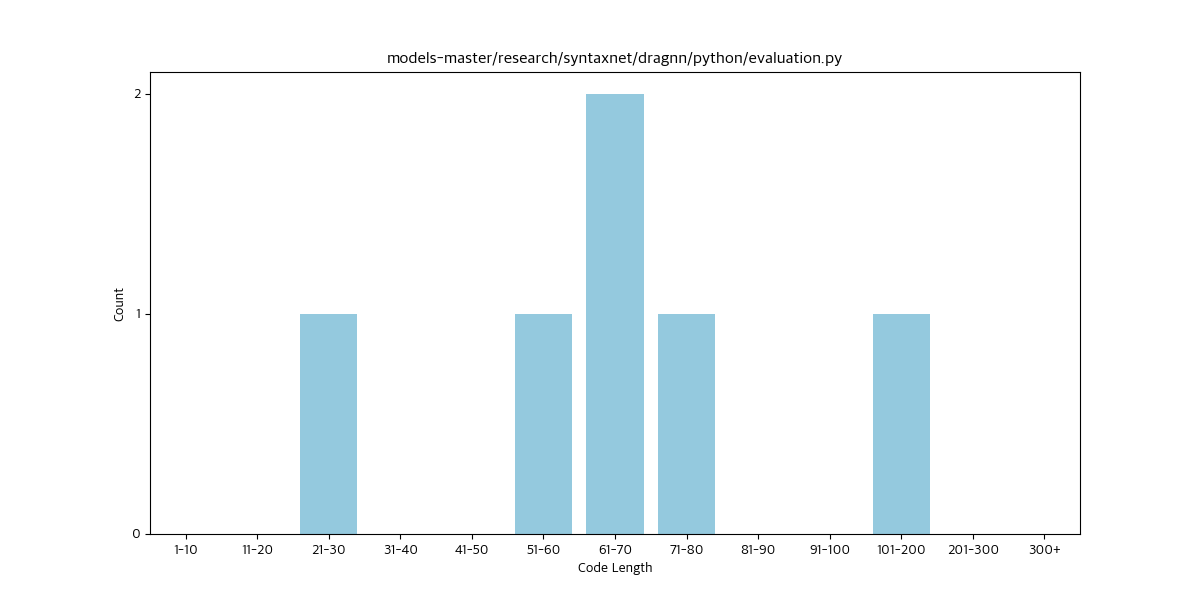 models-master/research/syntaxnet/dragnn/python/evaluation.py
2
1
0
Count
1-10 11-20 21-30 31-40 41-50 51-60 61-70 71-80 81-90 91-100 101-200 201-300 300+
Code Length